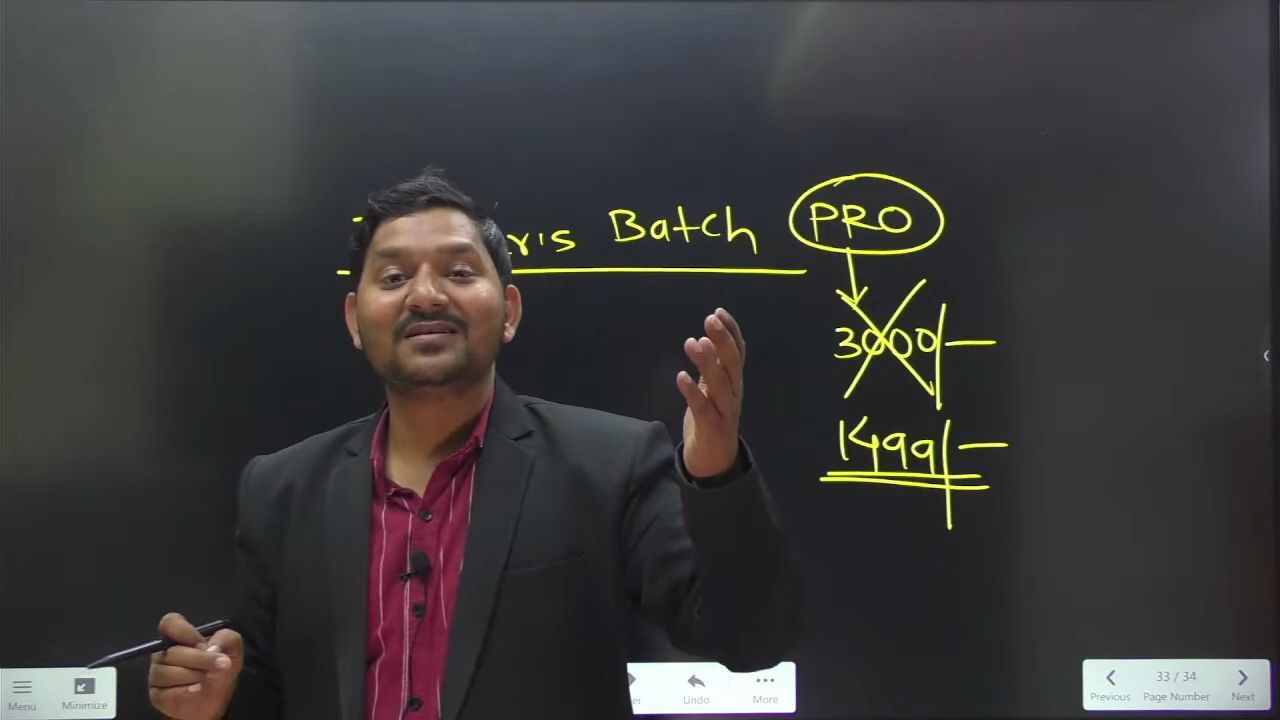 Batch PRO
3000/-
1499/-
Menu
Minimize
Undo
More
33 / 34
Previous
Page Number
Next